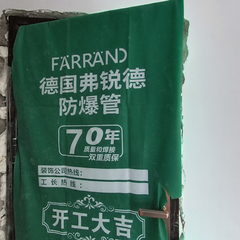 FARRAND
德国弗锐德
防爆管
70年
质量和焊接
双重质保
装饰公司热线：
工长热线：
开工大吉